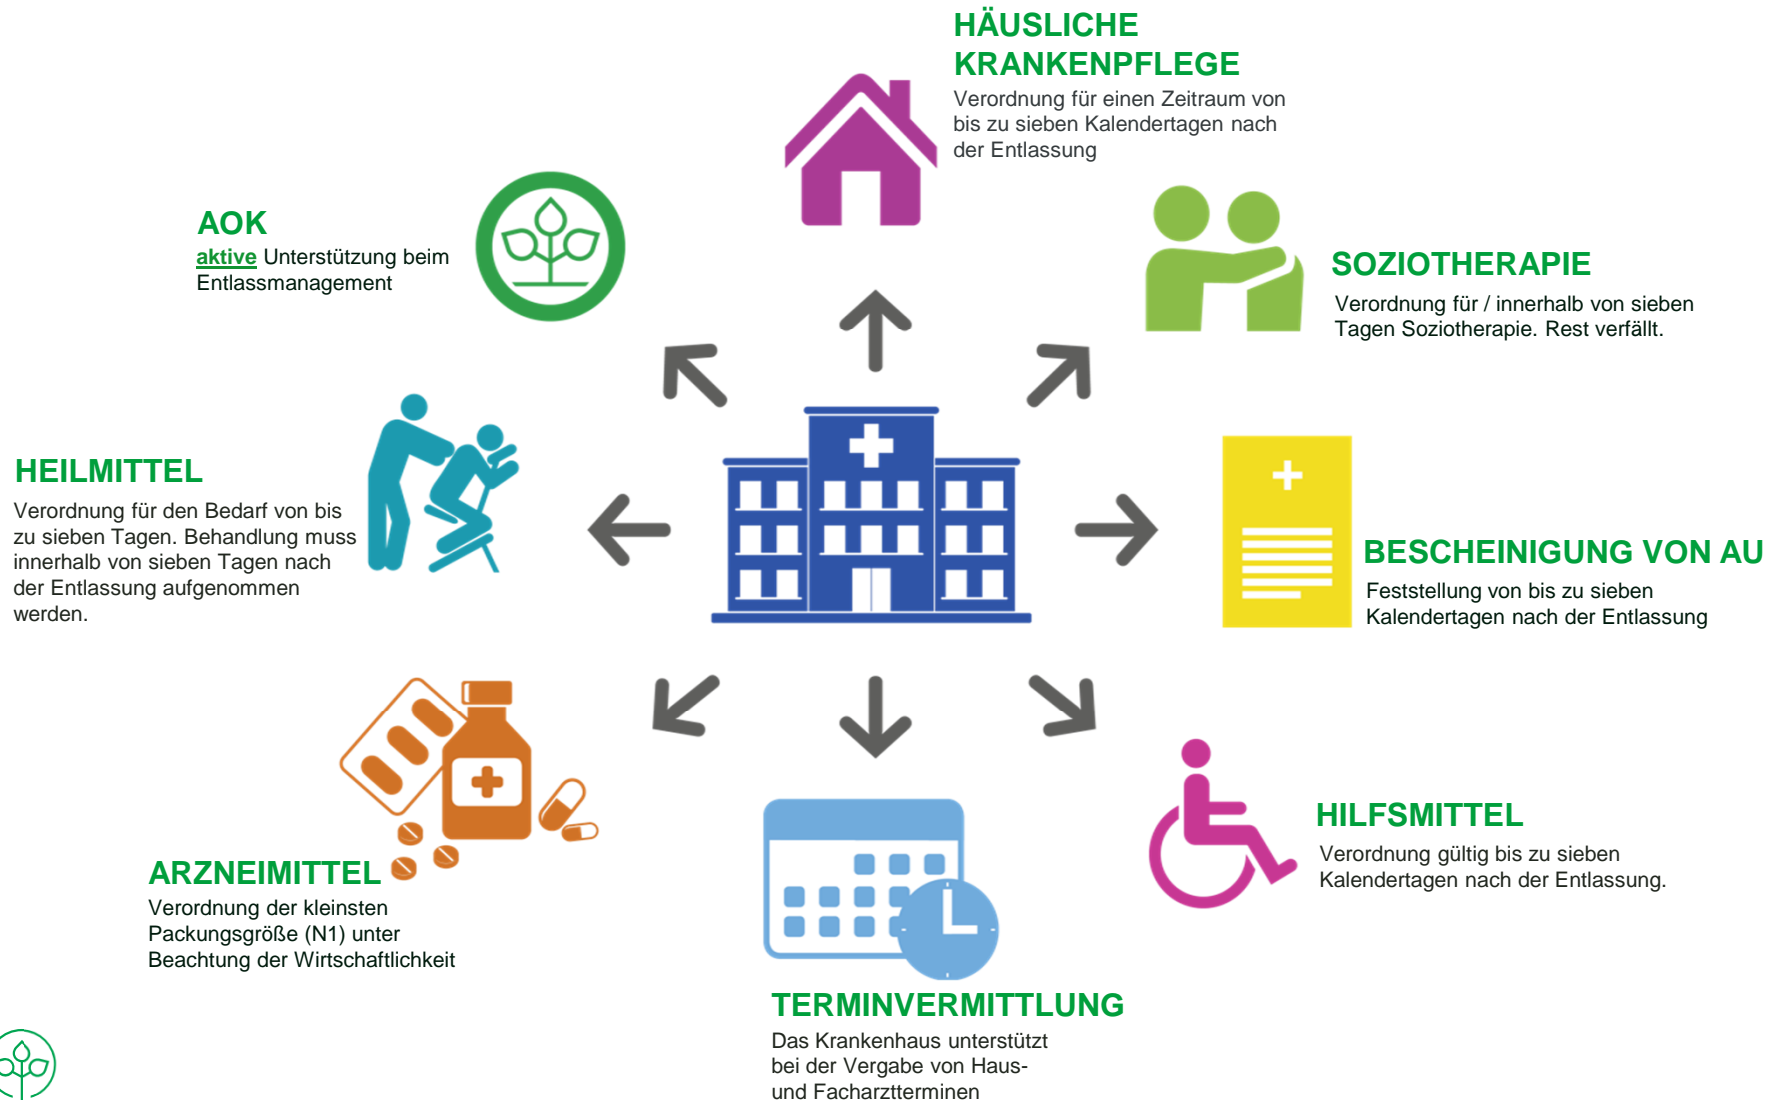 HÄUSLICHE
KRANKENPFLEGE
Verordnung für einen Zeitraum von
bis zu sieben Kalendertagen nach
der Entlassung
AOK
aktive Unterstützung beim
Entlassmanagement
SOZIOTHERAPIE
Verordnung für / innerhalb von sieben
Tagen Soziotherapie. Rest verfällt.
HEILMITTEL
Verordnung für den Bedarf von bis
zu sieben Tagen. Behandlung muss
innerhalb von sieben Tagen nach
der Entlassung aufgenommen
werden.
BESCHEINIGUNG VON AU
Feststellung von bis zu sieben
Kalendertagen nach der Entlassung
ARZNEIMITTEL
Verordnung der kleinsten
Packungsgröße (N1) unter
Beachtung der Wirtschaftlichkeit
HILFSMITTEL
Verordnung gültig bis zu sieben
Kalendertagen nach der Entlassung.
TERMINVERMITTLUNG
Das Krankenhaus unterstützt
bei der Vergabe von Haus-
und Facharztterminen